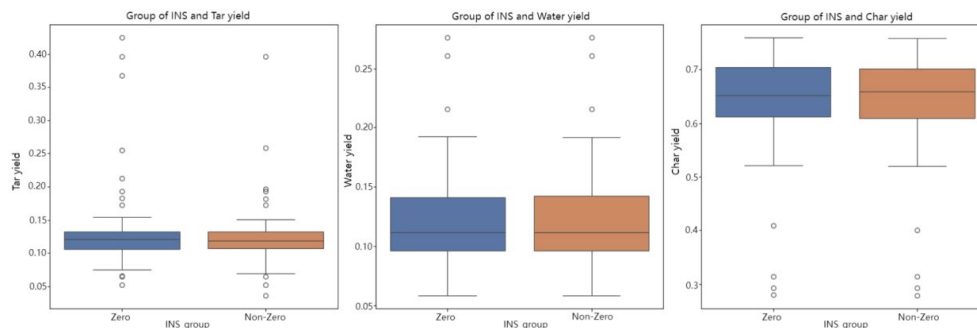 Group of INS and Tar yield
Tar yield
0.40
0.35
0.30
0.25
0.20
0.15
0.10
0.05
Zero
Non-Zero
INS group
Group of INS and Water yield
Water yield
0.25
0.20
0.15
0.10
0.05
Zero
Non-Zero
INS group
Group of INS and Char yield
Char yield
0.7
0.6
0.5
0.4
0.3
Zero
Non-Zero
INS group